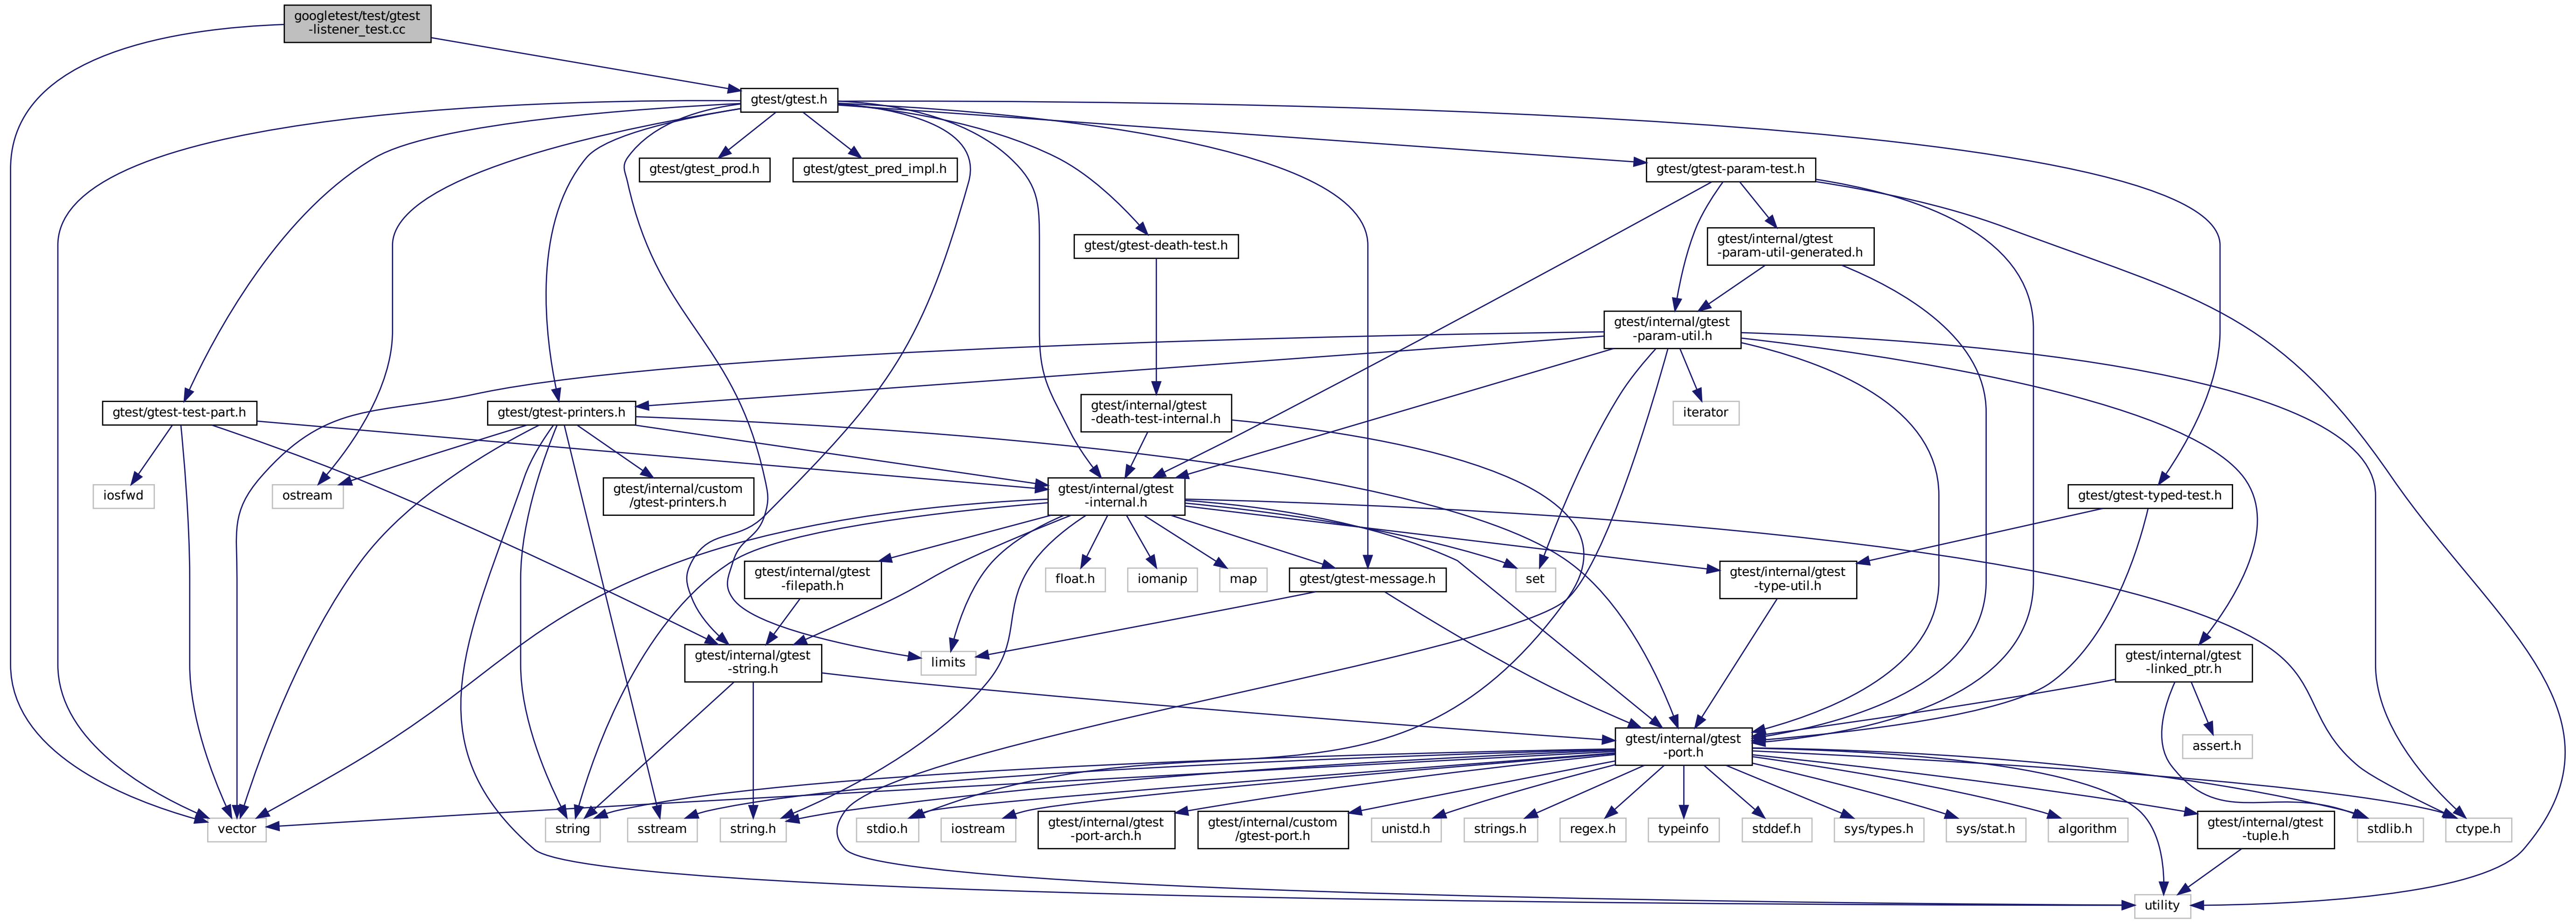 googletest/test/gtest
-listener_test.cc
gtest/gtest.h
gtest/gtest_prod.h
gtest/gtest_pred_impl.h
gtest/gtest-param-test.h
gtest/gtest-death-test.h
gtest/internal/gtest
-param-util-generated.h
gtest/internal/gtest
-param-util.h
gtest/gtest-test-part.h
gtest/gtest-printers.h
gtest/internal/gtest
-death-test-internal.h
iterator
iosfwd
ostream
gtest/internal/custom
/gtest-printers.h
gtest/internal/gtest
-internal.h
gtest/gtest-typed-test.h
gtest/internal/gtest
-filepath.h
float.h
iomanip
map
gtest/gtest-message.h
set
gtest/internal/gtest
-type-util.h
gtest/internal/gtest
-string.h
limits
gtest/internal/gtest
-linked_ptr.h
gtest/internal/gtest
-port.h
assert.h
vector
string
sstream
string.h
stdio.h
iostream
gtest/internal/gtest
-port-arch.h
gtest/internal/custom
/gtest-port.h
unistd.h
strings.h
regex.h
typeinfo
stddef.h
sys/types.h
sys/stat.h
algorithm
gtest/internal/gtest
-tuple.h
stdlib.h
ctype.h
utility